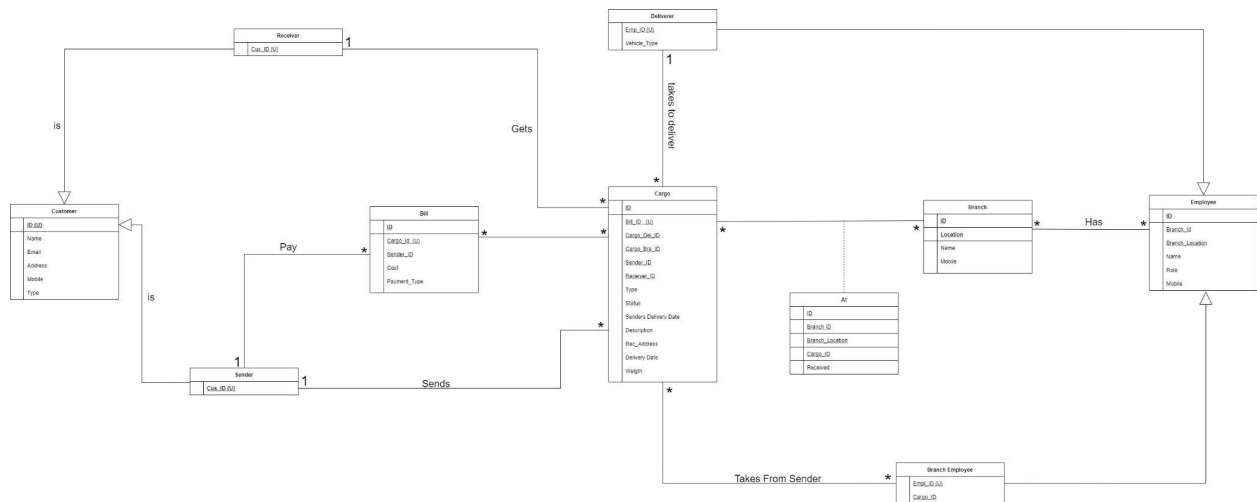 Receiver
Cus_ID (U)
1
Deliverer
Emp_ID (U)
Vehicle_Type
1
takes to deliver
*
is
Gets
*
Customer
ID (U)
Name
Email
Address
Mobile
Type
is
Bill
ID
Cargo_Id (U)
Sender_ID
Cost
Payment_Type
*
*
Pay
1
Cargo
ID
Bill_ID (U)
Cargo_Del_ID
Cargo_Bra_ID
Sender_ID
Receiver_ID
Type
Status
Senders Delivery Date
Description
Rec_Address
Delivery Date
Weigth
*
*
*
*
Branch
ID
Location
Name
Mobile
*
*
Has
*
Employee
ID
Branch_Id
Branch_Location
Name
Role
Mobile
At
ID
Branch ID
Branch_Location
Cargo_ID
Received
Sender
Cus_ID (U)
1
Sends
Takes From Sender
*
Branch Employee
Empl_ID (U)
Cargo_ID